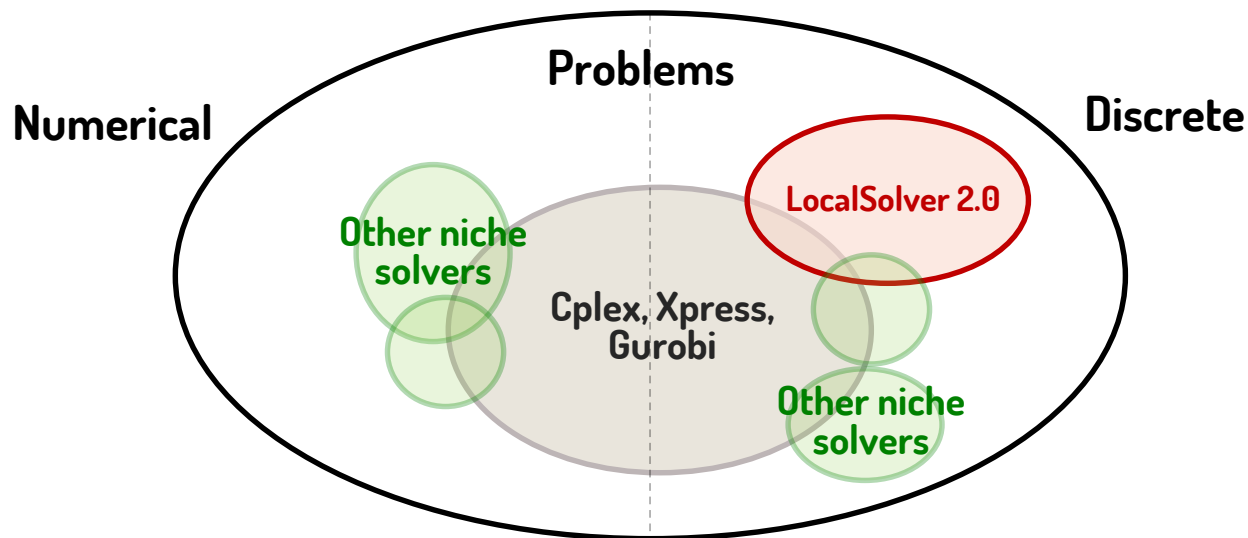 Problems
Numerical
Discrete
LocalSolver 2.0
Other niche
solvers
Cplex, Xpress,
Gurobi
Other niche
solvers